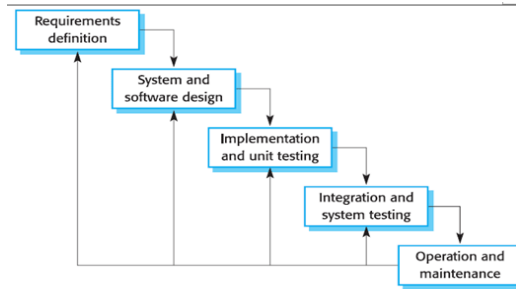 Requirements
definition
System and
software design
Implementation
and unit testing
Integration and
system testing
Operation and
maintenance